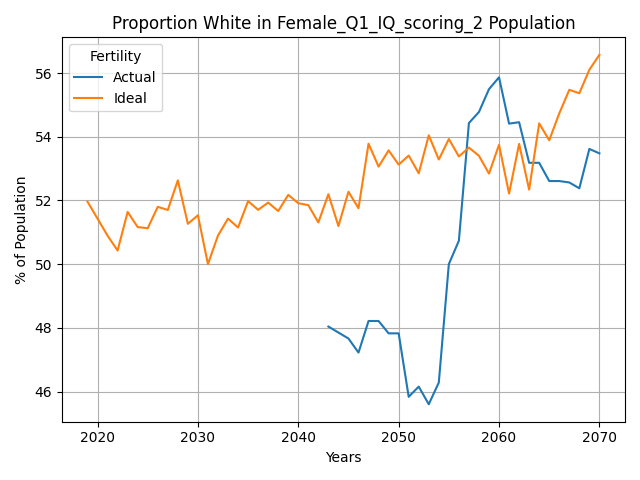 Proportion White in Female_Q1_IQ_scoring_2 Population
Fertility
Actual
Ideal
% of Population
56
54
52
50
48
46
2020 2030 2040 2050 2060 2070
Years